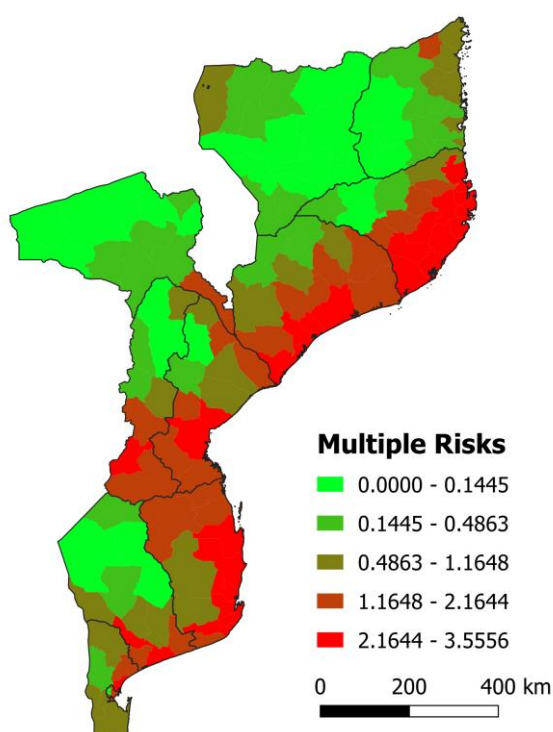 Multiple Risks
0.0000 - 0.1445
0.1445 - 0.4863
0.4863 - 1.1648
1.1648 - 2.1644
2.1644 - 3.5556
0 200 400 km